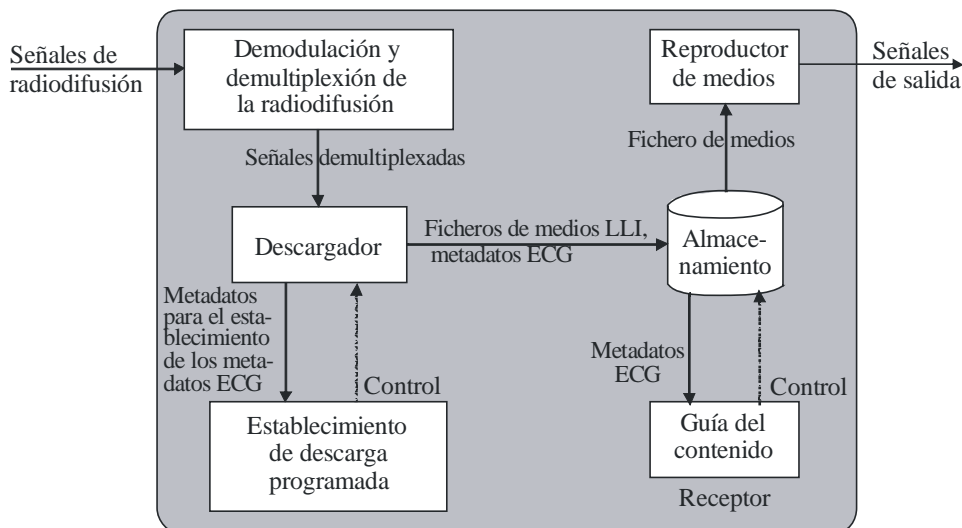 Señales de
radiodifusión
Demodulación y
demultiplexión de
la radiodifusión
Reproductor
de medios
Señales
de salida
Señales demultiplexadas
Fichero de medios
Descargador
Ficheros de medios LLI,
metadatos ECG
Almace-
namiento
Metadatos
para el esta-
blecimiento
de los meta-
datos ECG
Control
Metadatos
ECG
Control
Establecimiento
de descarga
programada
Guía del
contenido
Receptor